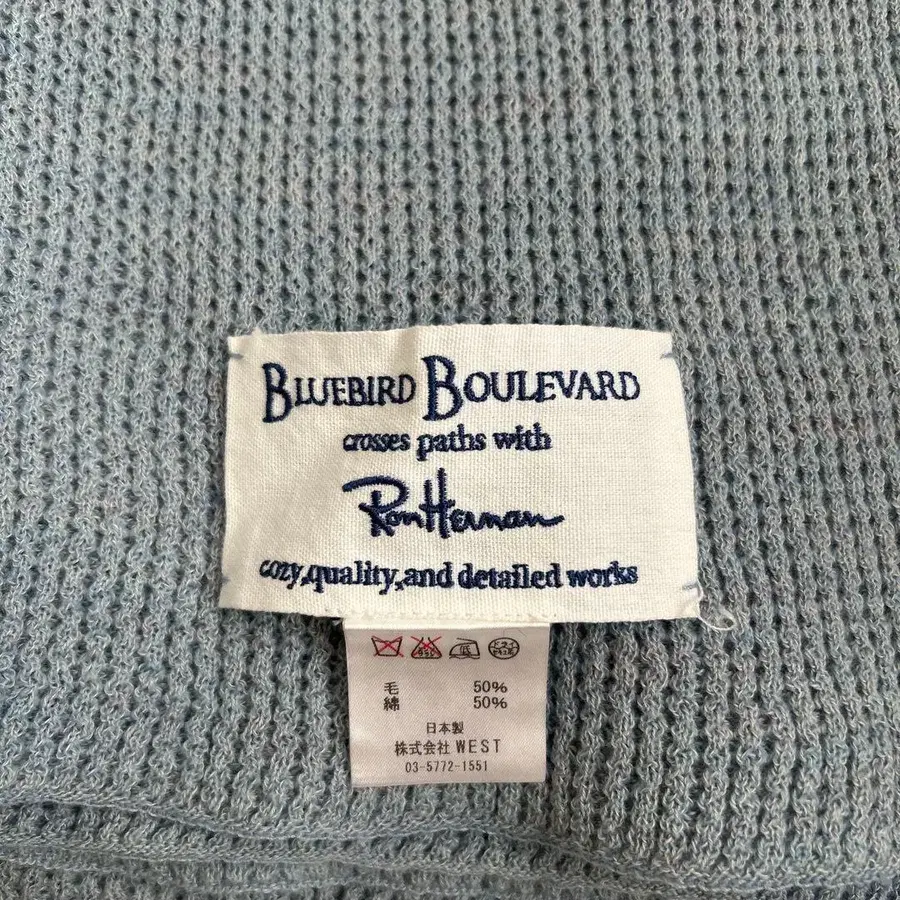 BLUEBIRD BOULEVARD
crosses paths with
Ron Herman
cozy,quality,and detailed works
低
毛 50%
綿 50%
日本製
株式会社 WEST
03-5772-1551